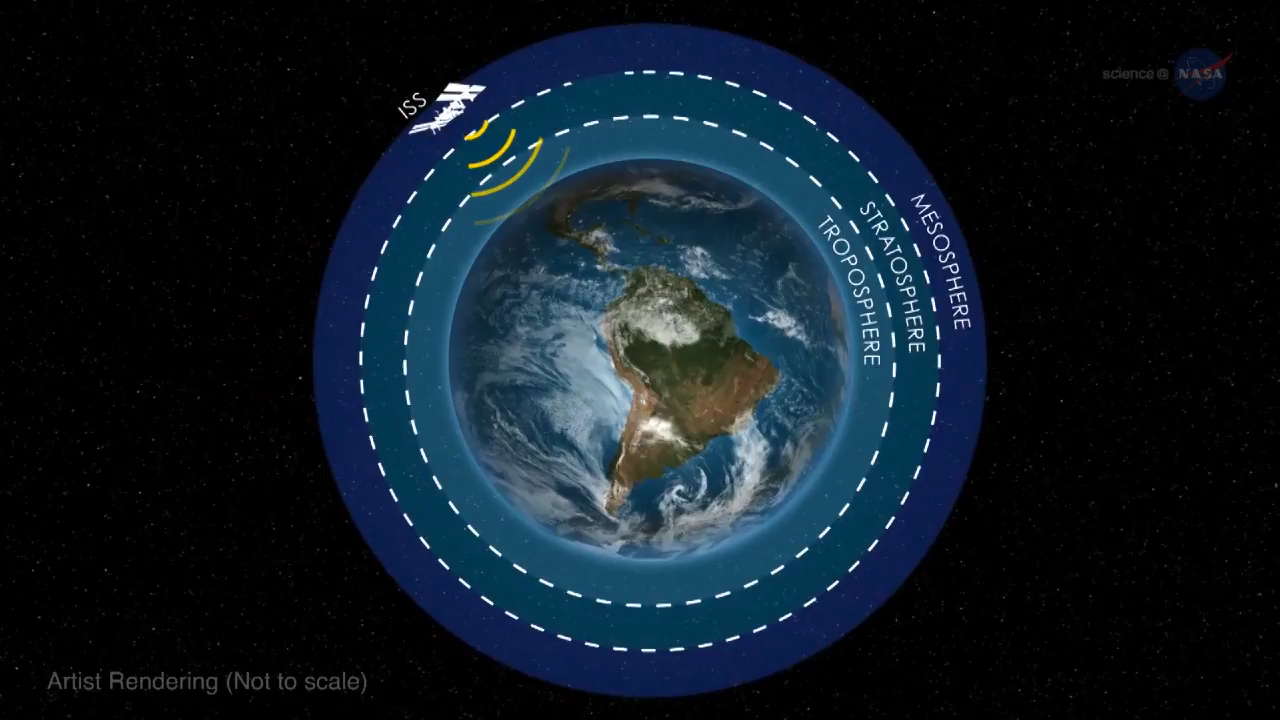 science @ NASA
ISS
MESOSPHERE
STRATOSPHERE
TROPOSPHERE
Artist Rendering (Not to scale)